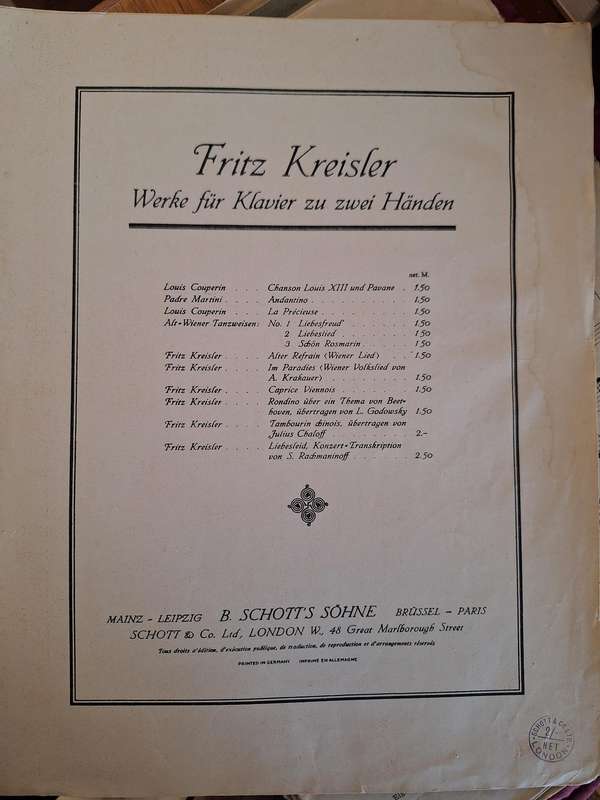 Fritz Kreisler
Werke für Klavier zu zwei Händen
net. M.
Louis Couperin . . . . Chanson Louis XIII und Pavane . 1.50
Padre Martini . . . . Andantino . . . . . . . . . . 1.50
Louis Couperin . . . . La Précieuse . . . . . . . . . 1.50
Alt-Wiener Tanzweisen: No. 1 Liebesfreud' . . . . . . . 1.50
2 Liebeslied . . . . . . . . 1.50
3 Schön Rosmarin . . . . . 1.50
Fritz Kreisler . . . . Alter Refrain (Wiener Lied) . . . . 1.50
Fritz Kreisler . . . . Im Paradies (Wiener Volkslied von
A. Krakauer) . . . . . . . . . 1.50
Fritz Kreisler . . . . Caprice Viennois . . . . . . . 1.50
Fritz Kreisler . . . . Rondino über ein Thema von Beet-
hoven, übertragen von L. Godowsky 1.50
Fritz Kreisler . . . . Tambourin chinois, übertragen von
Julius Chaloff . . . . . . . . 2.–
Fritz Kreisler . . . . Liebesleid, Konzert-Transkription
von S. Rachmaninoff . . . . . . 2.50
MAINZ - LEIPZIG B. SCHOTT'S SÖHNE BRÜSSEL - PARIS
SCHOTT & Co. Ltd., LONDON W., 48 Great Marlborough Street
Tous droits d'édition, d'exécution publique, de traduction, de reproduction et d'arrangements réservés
PRINTED IN GERMANY IMPRIMÉ EN ALLEMAGNE
SCHOTT & Co. LTD.
2/-
NET
LONDON